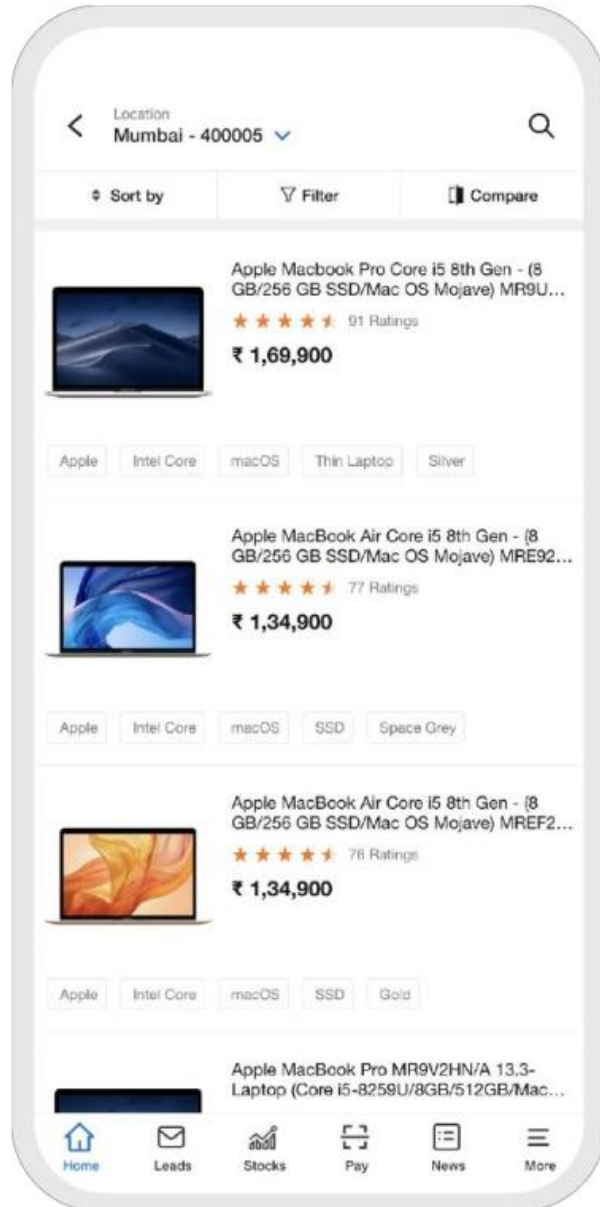 Location
Mumbai - 400005
Sort by
Filter
Compare
Apple Macbook Pro Core i5 8th Gen - (8
GB/256 GB SSD/Mac OS Mojave) MR9U...
91 Ratings
₹ 1,69,900
Apple
Intel Core
macOS
Thin Laptop
Silver
Apple MacBook Air Core i5 8th Gen - (8
GB/256 GB SSD/Mac OS Mojave) MRE92...
77 Ratings
₹ 1,34,900
Apple
Intel Core
macOS
SSD
Space Grey
Apple MacBook Air Core i5 8th Gen - (8
GB/256 GB SSD/Mac OS Mojave) MREF2...
76 Ratings
₹ 1,34,900
Apple
Intel Core
macOS
SSD
Gold
Apple MacBook Pro MR9V2HN/A 13.3-
Laptop (Core i5-8259U/8GB/512GB/Mac...
Home
Leads
Stocks
Pay
News
More